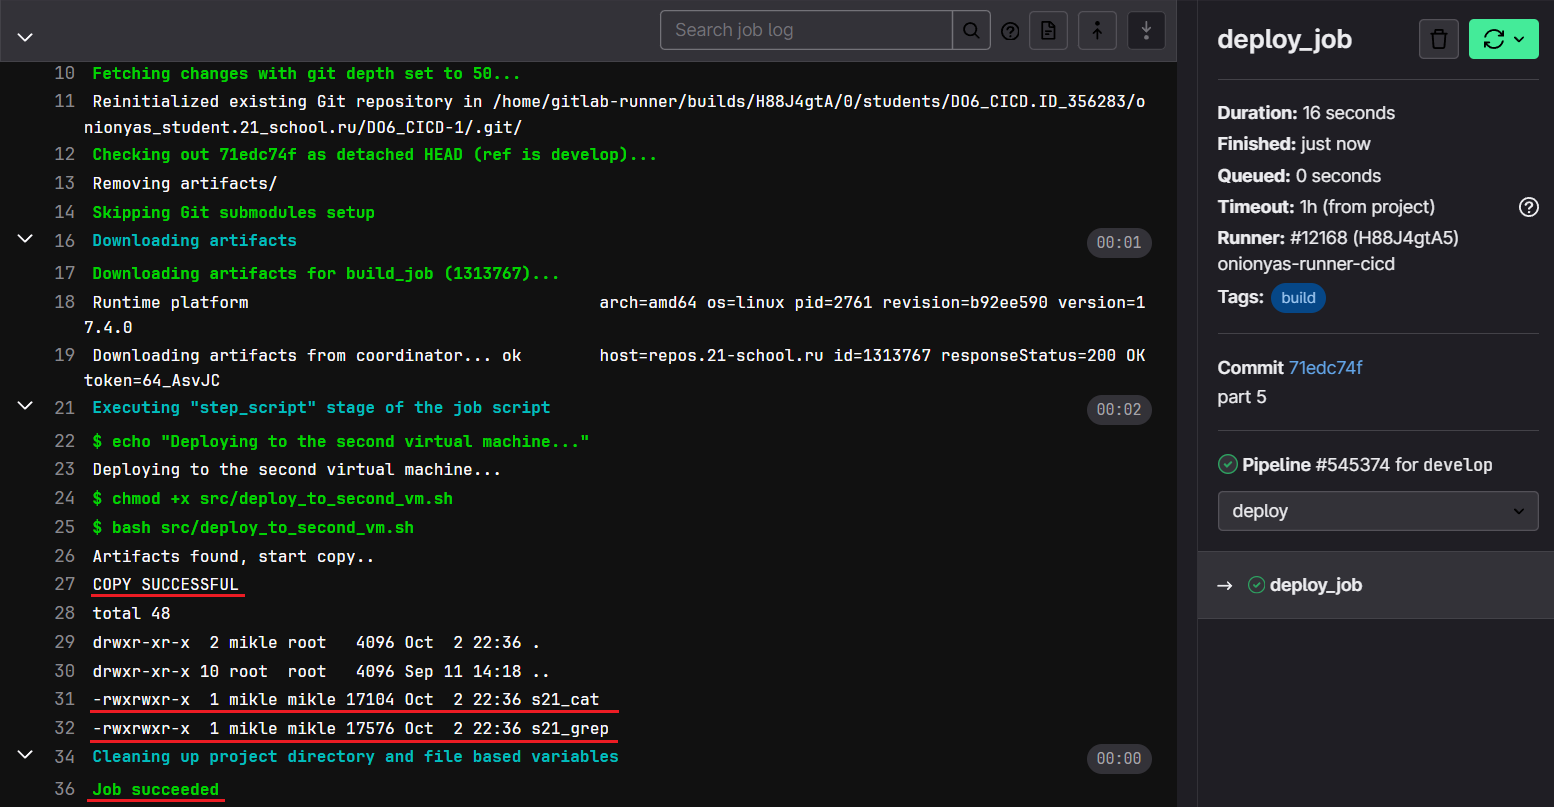 Search job log
10 Fetching changes with git depth set to 50...
11 Reinitialized existing Git repository in /home/gitlab-runner/builds/H88J4gtA/0/students/DO6_CICD.ID_356283/o
nionyas_student.21_school.ru/DO6_CICD-1/.git/
12 Checking out 71edc74f as detached HEAD (ref is develop)...
13 Removing artifacts/
14 Skipping Git submodules setup
16 Downloading artifacts 00:01
17 Downloading artifacts for build_job (1313767)...
18 Runtime platform arch=amd64 os=linux pid=2761 revision=b92ee590 version=1
7.4.0
19 Downloading artifacts from coordinator... ok host=repos.21-school.ru id=1313767 responseStatus=200 OK
token=64_AsvJC
21 Executing "step_script" stage of the job script 00:02
22 $ echo "Deploying to the second virtual machine..."
23 Deploying to the second virtual machine...
24 $ chmod +x src/deploy_to_second_vm.sh
25 $ bash src/deploy_to_second_vm.sh
26 Artifacts found, start copy..
27 COPY SUCCESSFUL
28 total 48
29 drwxr-xr-x 2 mikle root 4096 Oct 2 22:36 .
30 drwxr-xr-x 10 root root 4096 Sep 11 14:18 ..
31 -rwxrwxr-x 1 mikle mikle 17104 Oct 2 22:36 s21_cat
32 -rwxrwxr-x 1 mikle mikle 17576 Oct 2 22:36 s21_grep
34 Cleaning up project directory and file based variables 00:00
36 Job succeeded
deploy_job
Duration: 16 seconds
Finished: just now
Queued: 0 seconds
Timeout: 1h (from project)
Runner: #12168 (H88J4gtA5)
onionyas-runner-cicd
Tags: build
Commit 71edc74f
part 5
Pipeline #545374 for develop
deploy
→ deploy_job